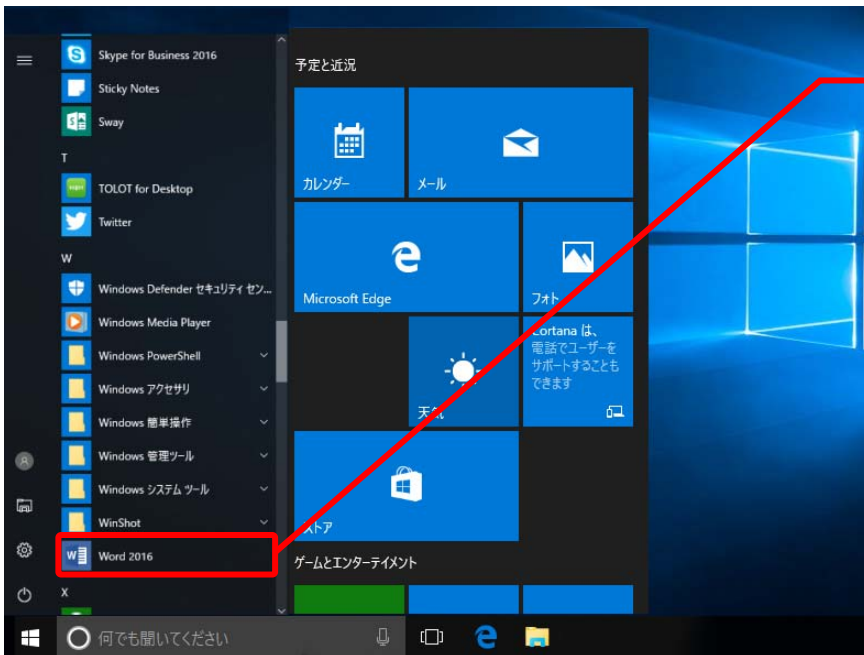 Skype for Business 2016
Sticky Notes
Sway
T
TOLOT for Desktop
Twitter
W
Windows Defender セキュリティ セン...
Windows Media Player
Windows PowerShell
Windows アクセサリ
Windows 簡単操作
Windows 管理ツール
Windows システム ツール
WinShot
Word 2016
X
予定と近況
カレンダー
メール
Microsoft Edge
フォト
天気
Cortana は、
電話でユーザーを
サポートすることも
できます
ストア
ゲームとエンターテイメント
何でも聞いてください